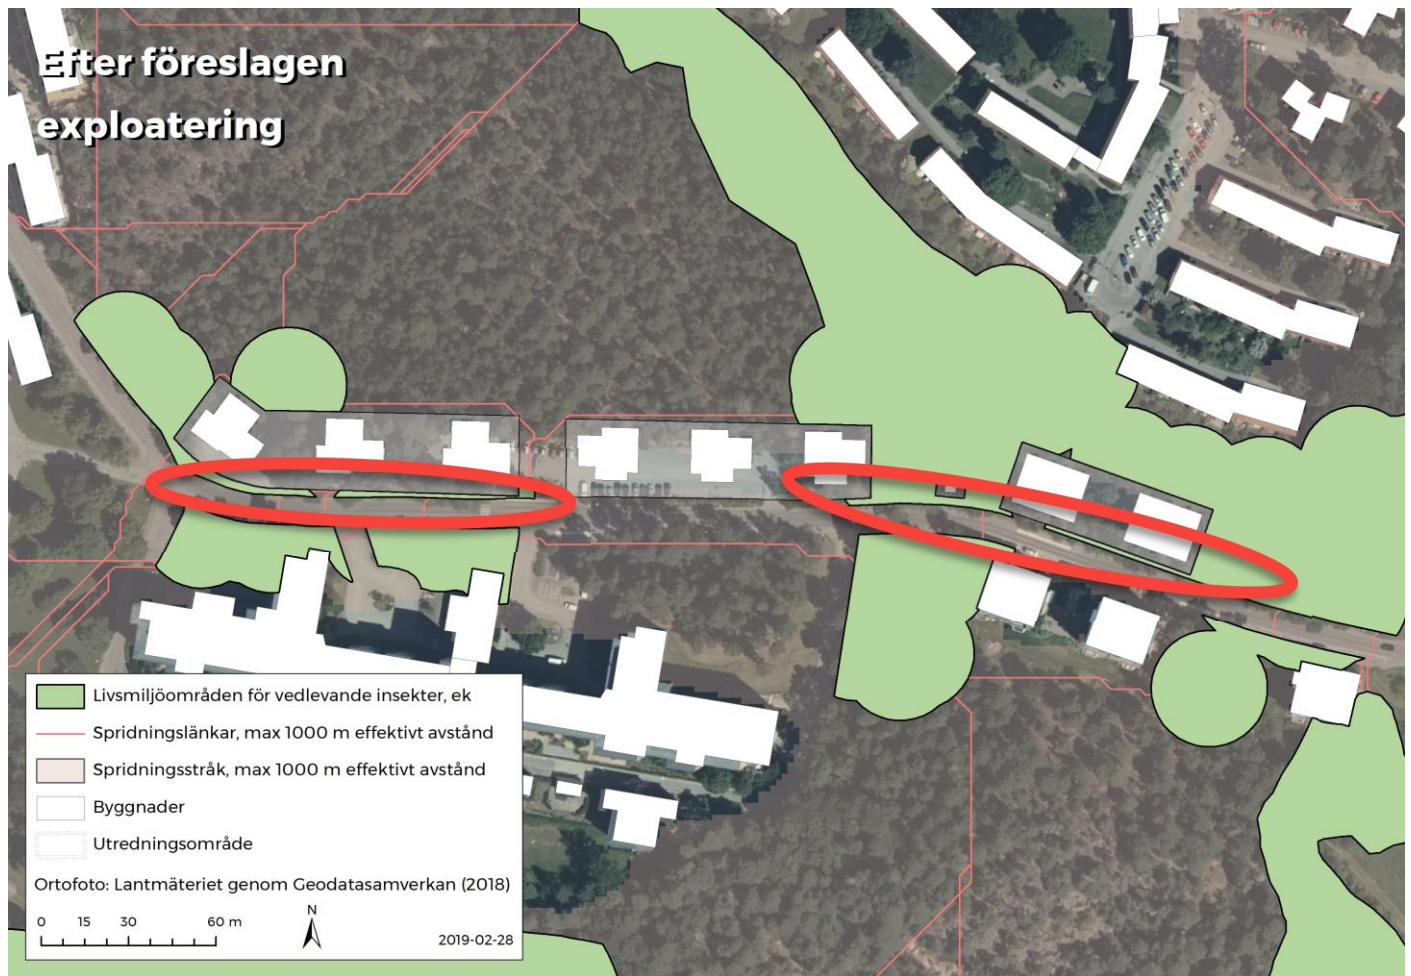 Efter föreslagen
exploatering
Livsmiljöområden för vedlevande insekter, ek
Spridningslänkar, max 1000 m effektivt avstånd
Spridningsstråk, max 1000 m effektivt avstånd
Byggnader
Utredningsområde
Ortofoto: Lantmäteriet genom Geodatasamverkan (2018)
0 15 30 60 m
N
2019-02-28